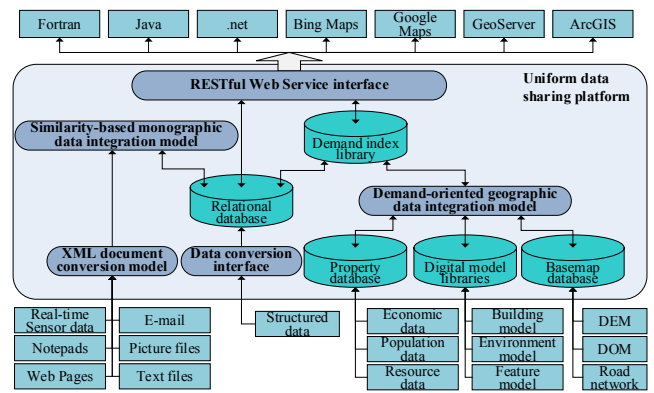 Fortran
Java
.net
Bing Maps
Google
Maps
GeoServer
ArcGIS
RESTful Web Service interface
Uniform data
sharing platform
Similarity-based monographic
data integration model
Demand index
library
Relational
database
Demand-oriented geographic
data integration model
XML document
conversion model
Data conversion
interface
Property
database
Digital model
libraries
Basemap
database
Real-time
Sensor data
E-mail
Notepads
Picture files
Web Pages
Text files
Structured
data
Economic
data
Population
data
Resource
data
Building
model
Environment
model
Feature
model
DEM
DOM
Road
network